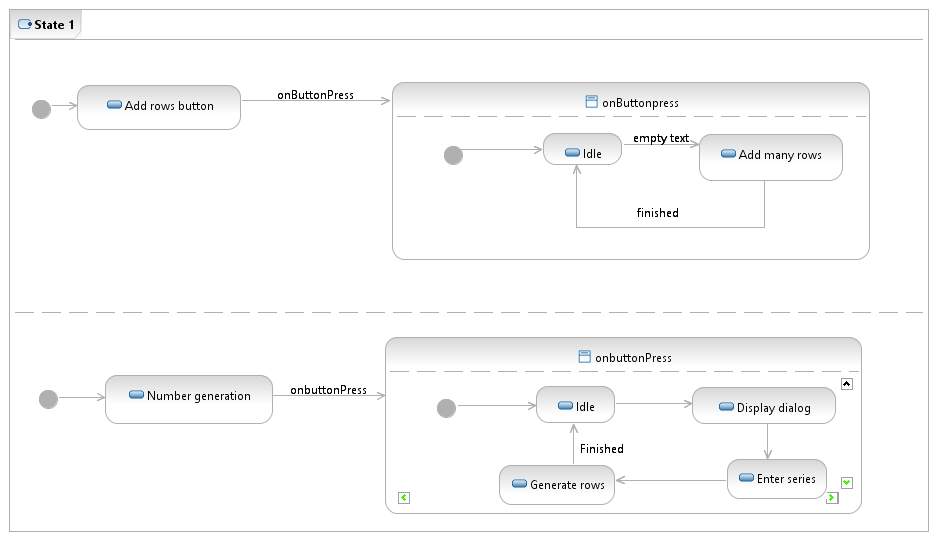 State 1
Add rows button
onButtonPress
onButtonpress
Idle
empty text
Add many rows
finished
Number generation
onbuttonPress
onbuttonPress
Idle
Display dialog
Finished
Generate rows
Enter series